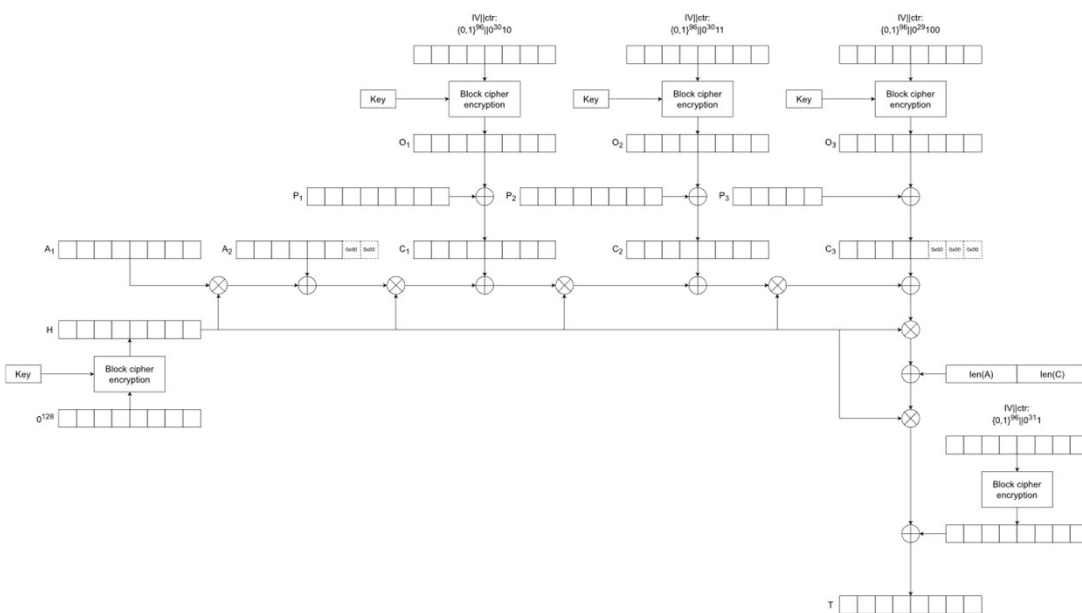 IV||ctr:
{0,1}⁹⁶||0³⁰10
IV||ctr:
{0,1}⁹⁶||0³⁰11
IV||ctr:
{0,1}⁹⁶||0²⁹100
Key
Block cipher
encryption
Key
Block cipher
encryption
Key
Block cipher
encryption
O₁
O₂
O₃
P₁
P₂
P₃
A₁
A₂
0x00 0x00
C₁
C₂
C₃
0x00 0x00 0x00
H
Key
Block cipher
encryption
len(A) len(C)
0¹²⁸
IV||ctr:
{0,1}⁹⁶||0³¹1
Block cipher
encryption
T